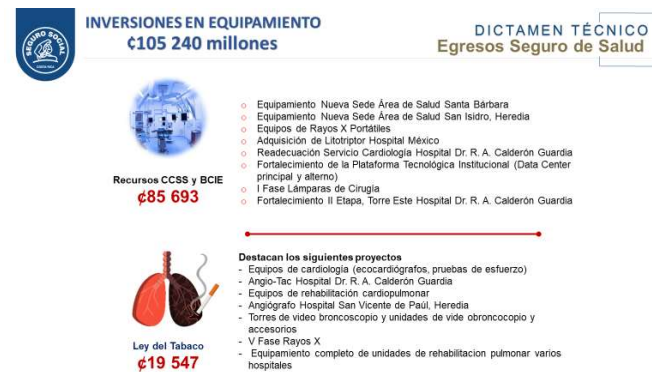 SEGURO SOCIAL
COSTA RICA
INVERSIONES EN EQUIPAMIENTO
₡105 240 millones
DICTAMEN TÉCNICO
Egresos Seguro de Salud
Recursos CCSS y BCIE
₡85 693
o Equipamiento Nueva Sede Área de Salud Santa Bárbara
o Equipamiento Nueva Sede Área de Salud San Isidro, Heredia
o Equipos de Rayos X Portátiles
o Adquisición de Litotriptor Hospital México
o Readecuación Servicio Cardiología Hospital Dr. R. A. Calderón Guardia
o Fortalecimiento de la Plataforma Tecnológica Institucional (Data Center
principal y alterno)
o I Fase Lámparas de Cirugía
o Fortalecimiento II Etapa, Torre Este Hospital Dr. R. A. Calderón Guardia
Ley del Tabaco
₡19 547
Destacan los siguientes proyectos
- Equipos de cardiología (ecocardiógrafos, pruebas de esfuerzo)
- Angio-Tac Hospital Dr. R. A. Calderón Guardia
- Equipos de rehabilitación cardiopulmonar
- Angiógrafo Hospital San Vicente de Paúl, Heredia
- Torres de video broncoscopio y unidades de vide obroncocopio y
accesorios
- V Fase Rayos X
- Equipamiento completo de unidades de rehabilitacion pulmonar varios
hospitales